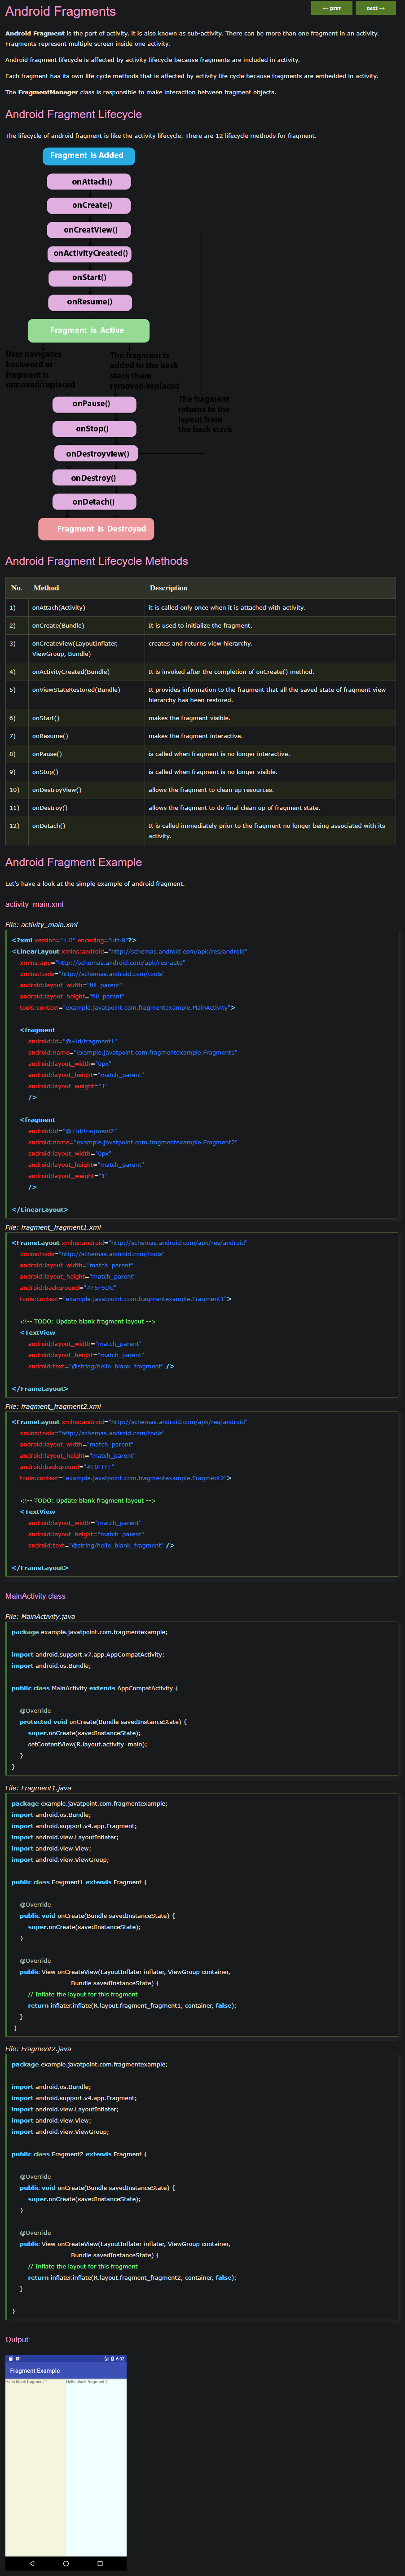 Android Fragments
← prev
next →
Android Fragment is the part of activity, it is also known as sub-activity. There can be more than one fragment in an activity.
Fragments represent multiple screen inside one activity.
Android fragment lifecycle is affected by activity lifecycle because fragments are included in activity.
Each fragment has its own life cycle methods that is affected by activity life cycle because fragments are embedded in activity.
The FragmentManager class is responsible to make interaction between fragment objects.
Android Fragment Lifecycle
The lifecycle of android fragment is like the activity lifecycle. There are 12 lifecycle methods for fragment.
Fragment Is Added
onAttach()
onCreate()
onCreatView()
onActivityCreated()
onStart()
onResume()
Fragment is Active
User navigates
backword or
fragment is
removed/replaced
The fragment is
added to the back
stack them
removed/replaced
The fragment
returns to the
layout from
the back stack
onPause()
onStop()
onDestroyview()
onDestroy()
onDetach()
Fragment is Destroyed
Android Fragment Lifecycle Methods
No. Method Description
1) onAttach(Activity) it is called only once when it is attached with activity.
2) onCreate(Bundle) It is used to initialize the fragment.
3) onCreateView(LayoutInflater, creates and returns view hierarchy.
ViewGroup, Bundle)
4) onActivityCreated(Bundle) It is invoked after the completion of onCreate() method.
5) onViewStateRestored(Bundle) It provides information to the fragment that all the saved state of fragment view
hierarchy has been restored.
6) onStart() makes the fragment visible.
7) onResume() makes the fragment interactive.
8) onPause() is called when fragment is no longer interactive.
9) onStop() is called when fragment is no longer visible.
10) onDestroyView() allows the fragment to clean up resources.
11) onDestroy() allows the fragment to do final clean up of fragment state.
12) onDetach() It is called immediately prior to the fragment no longer being associated with its
activity.
Android Fragment Example
Let's have a look at the simple example of android fragment.
activity_main.xml
File: activity_main.xml
<?xml version="1.0" encoding="utf-8"?>
<LinearLayout xmlns:android="http://schemas.android.com/apk/res/android"
xmlns:app="http://schemas.android.com/apk/res-auto"
xmlns:tools="http://schemas.android.com/tools"
android:layout_width="fill_parent"
android:layout_height="fill_parent"
tools:context="example.javatpoint.com.fragmentexample.MainActivity">
<fragment
android:id="@+id/fragment1"
android:name="example.javatpoint.com.fragmentexample.Fragment1"
android:layout_width="0px"
android:layout_height="match_parent"
android:layout_weight="1"
/>
<fragment
android:id="@+id/fragment2"
android:name="example.javatpoint.com.fragmentexample.Fragment2"
android:layout_width="0px"
android:layout_height="match_parent"
android:layout_weight="1"
/>
</LinearLayout>
File: fragment_fragment1.xml
<FrameLayout xmlns:android="http://schemas.android.com/apk/res/android"
xmlns:tools="http://schemas.android.com/tools"
android:layout_width="match_parent"
android:layout_height="match_parent"
android:background="#F5F5DC"
tools:context="example.javatpoint.com.fragmentexample.Fragment1">
<!-- TODO: Update blank fragment layout -->
<TextView
android:layout_width="match_parent"
android:layout_height="match_parent"
android:text="@string/hello_blank_fragment" />
</FrameLayout>
File: fragment_fragment2.xml
<FrameLayout xmlns:android="http://schemas.android.com/apk/res/android"
xmlns:tools="http://schemas.android.com/tools"
android:layout_width="match_parent"
android:layout_height="match_parent"
android:background="#F0FFFF"
tools:context="example.javatpoint.com.fragmentexample.Fragment2">
<!-- TODO: Update blank fragment layout -->
<TextView
android:layout_width="match_parent"
android:layout_height="match_parent"
android:text="@string/hello_blank_fragment" />
</FrameLayout>
MainActivity class
File: MainActivity.java
package example.javatpoint.com.fragmentexample;
import android.support.v7.app.AppCompatActivity;
import android.os.Bundle;
public class MainActivity extends AppCompatActivity {
@Override
protected void onCreate(Bundle savedInstanceState) {
super.onCreate(savedInstanceState);
setContentView(R.layout.activity_main);
}
}
File: Fragment1.java
package example.javatpoint.com.fragmentexample;
import android.os.Bundle;
import android.support.v4.app.Fragment;
import android.view.LayoutInflater;
import android.view.View;
import android.view.ViewGroup;
public class Fragment1 extends Fragment {
@Override
public void onCreate(Bundle savedInstanceState) {
super.onCreate(savedInstanceState);
}
@Override
public View onCreateView(LayoutInflater inflater, ViewGroup container,
Bundle savedInstanceState) {
// Inflate the layout for this fragment
return inflater.inflate(R.layout.fragment_fragment1, container, false);
}
}
File: Fragment2.java
package example.javatpoint.com.fragmentexample;
import android.os.Bundle;
import android.support.v4.app.Fragment;
import android.view.LayoutInflater;
import android.view.View;
import android.view.ViewGroup;
public class Fragment2 extends Fragment {
@Override
public void onCreate(Bundle savedInstanceState) {
super.onCreate(savedInstanceState);
}
@Override
public View onCreateView(LayoutInflater inflater, ViewGroup container,
Bundle savedInstanceState) {
// Inflate the layout for this fragment
return inflater.inflate(R.layout.fragment_fragment2, container, false);
}
}
Output:
6:03
Fragment Example
Hello blank fragment 1
Hello blank fragment 2